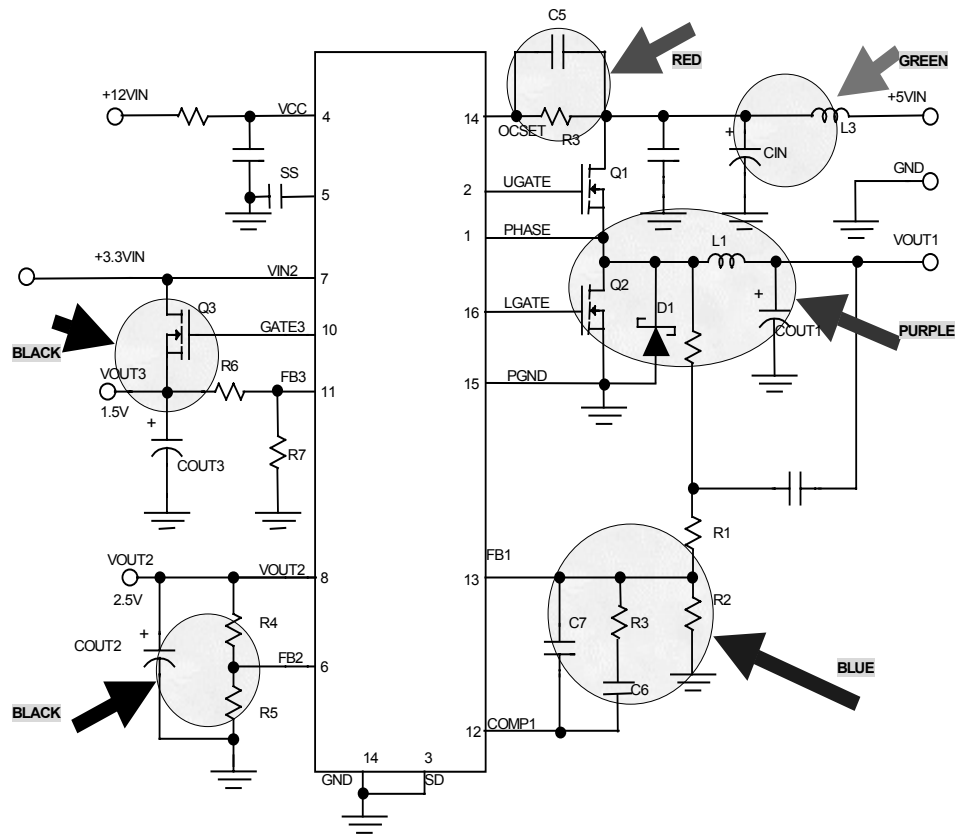 C5
RED
GREEN
+12VIN
VCC
4
14
OCSET
R3
+5VIN
L3
+
CIN
SS
5
2
UGATE
Q1
GND
1
PHASE
L1
VOUT1
+3.3VIN
VIN2
7
Q3
GATE3
10
16
LGATE
Q2
D1
+
COUT1
PURPLE
BLACK
VOUT3
1.5V
R6
FB3
11
15
PGND
+
COUT3
R7
R1
VOUT2
2.5V
VOUT2
8
FB1
13
COUT2
+
R4
FB2
6
C7
R3
R2
C6
BLUE
BLACK
R5
12
COMP1
14
3
GND
SD